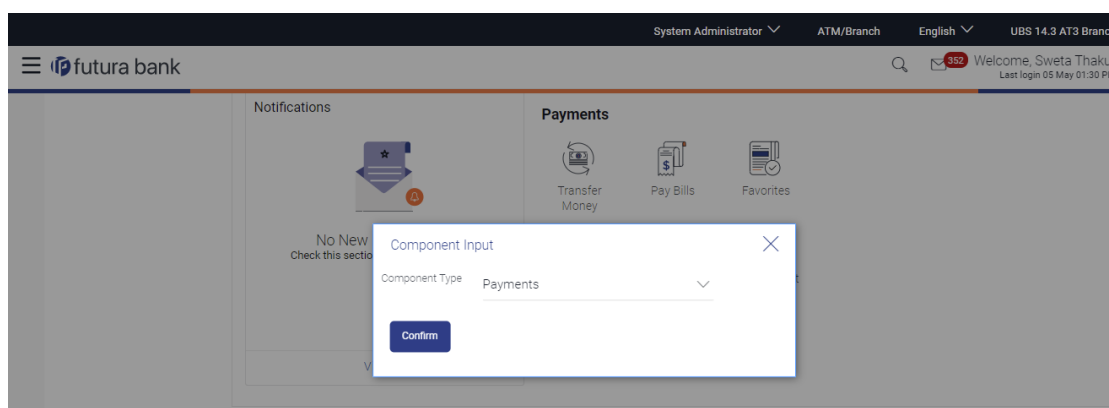 System Administrator ATM/Branch English UBS 14.3 AT3 Branc
futura bank 352 Welcome, Sweta Thaku
Last login 05 May 01:30 P
Notifications
Payments
$
Transfer Money
Pay Bills
Favorites
No New
Check this sectio
Component Input
Component Type Payments
Confirm
V